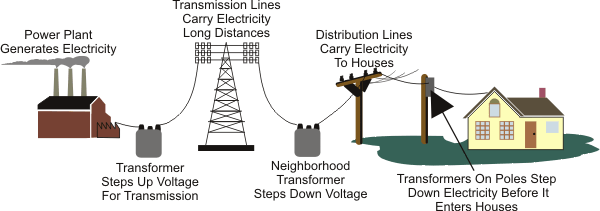 Power Plant
Generates Electricity
Transmission Lines
Carry Electricity
Long Distances
Distribution Lines
Carry Electricity
To Houses
Transformer
Steps Up Voltage
For Transmission
Neighborhood
Transformer
Steps Down Voltage
Transformers On Poles Step
Down Electricity Before It
Enters Houses